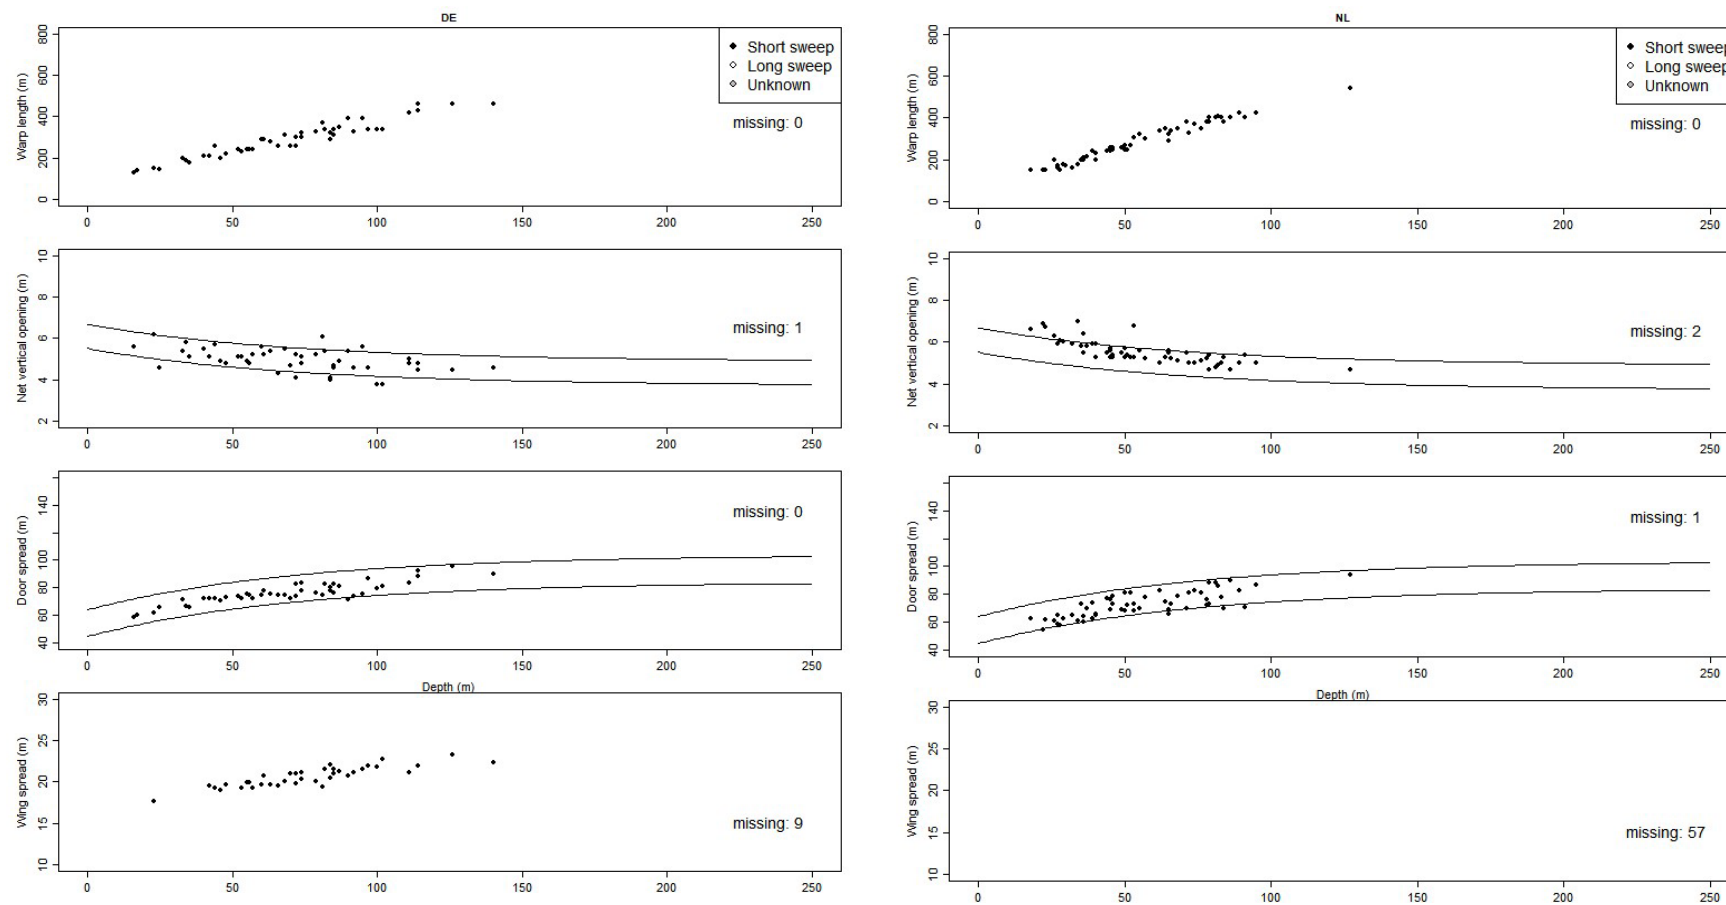 DE
Warp length (m)
800
600
400
200
0
Short sweep
Long sweep
Unknown
missing: 0
0 50 100 150 200 250
Net vertical opening (m)
10
8
6
4
2
missing: 1
0 50 100 150 200 250
Door spread (m)
140
100
80
60
40
missing: 0
Depth (m)
Wing spread (m)
30
25
20
15
10
missing: 9
0 50 100 150 200 250
NL
Warp length (m)
800
600
400
200
0
Short sweep
Long sweep
Unknown
missing: 0
0 50 100 150 200 250
Net vertical opening (m)
10
8
6
4
2
missing: 2
0 50 100 150 200 250
Door spread (m)
140
100
80
60
40
missing: 1
0 50 100 150 200 250
Depth (m)
Wing spread (m)
30
25
20
15
10
missing: 57
0 50 100 150 200 250